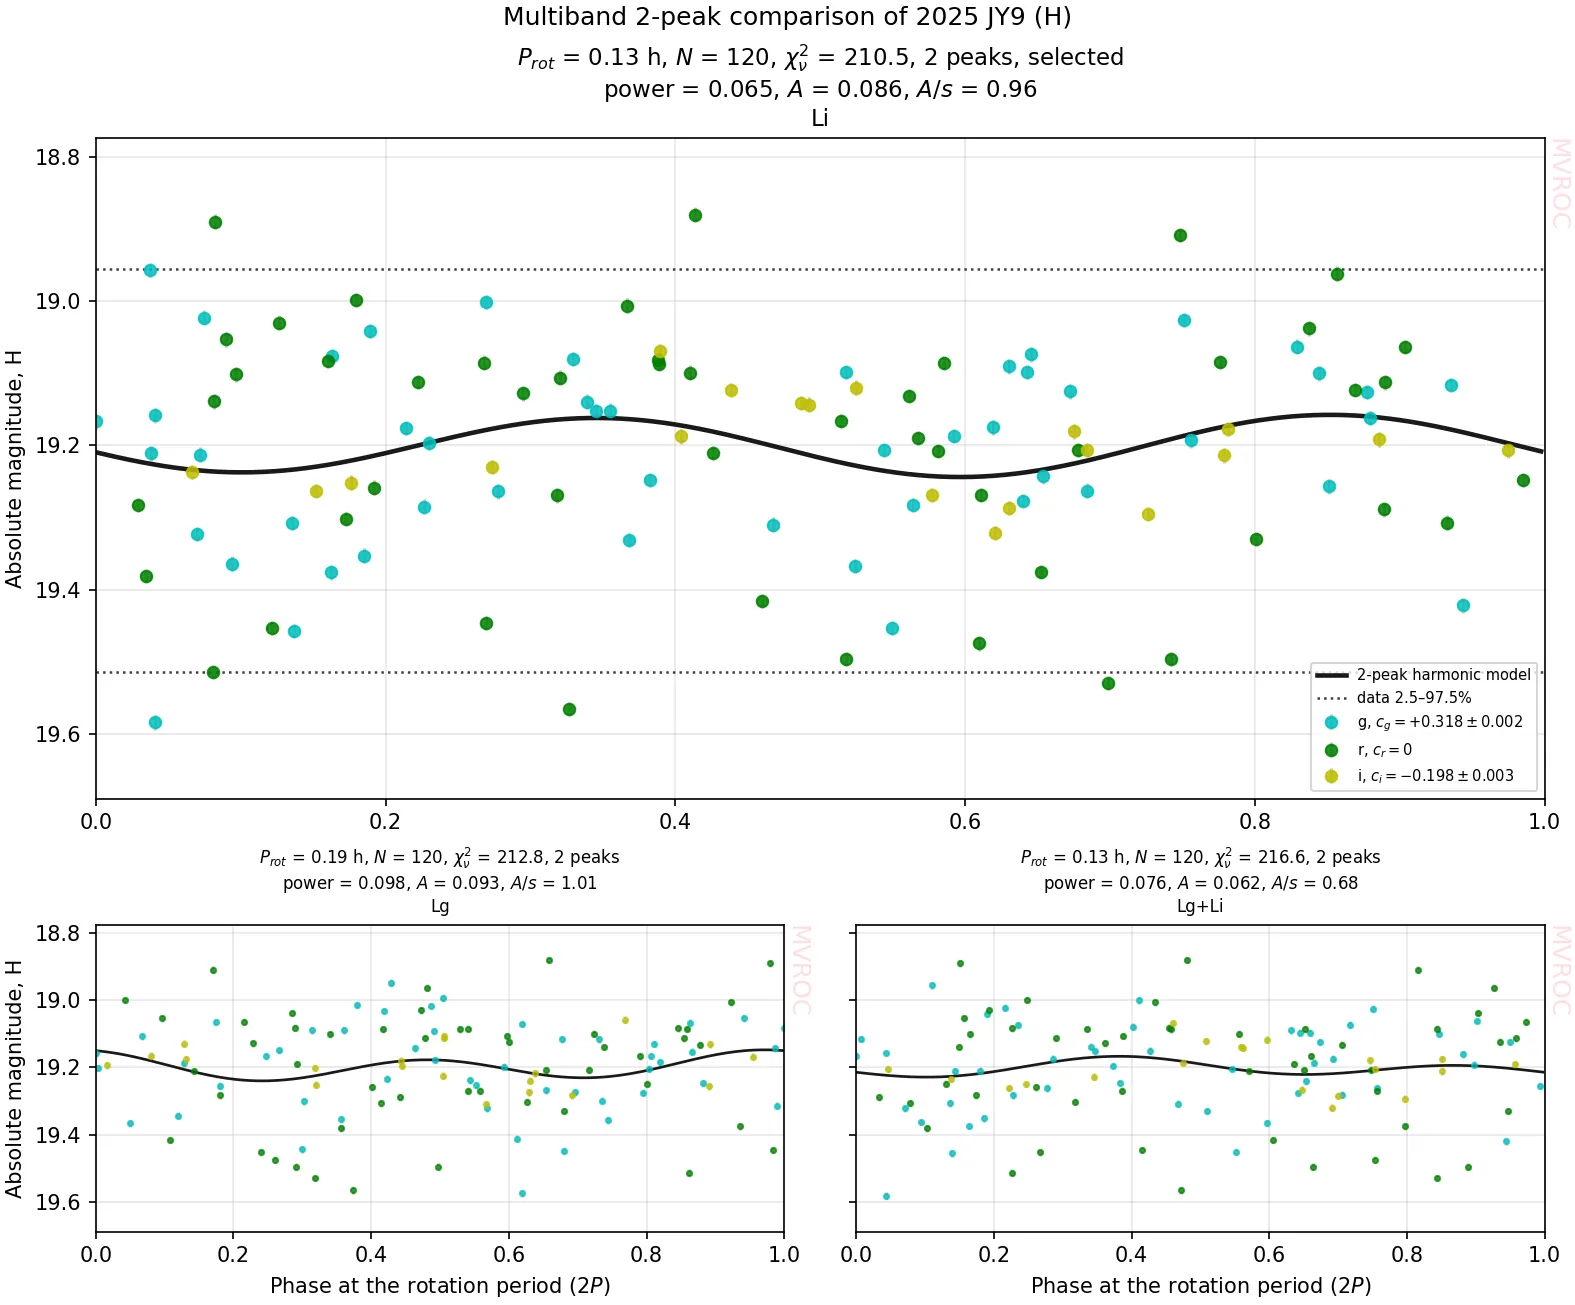 Multiband 2-peak comparison of 2025 JY9 (H)
P_rot = 0.13 h, N = 120, χ²_ν = 210.5, 2 peaks, selected
power = 0.065, A = 0.086, A/s = 0.96
Li
MVROC
Absolute magnitude, H
18.8
19.0
19.2
19.4
19.6
2-peak harmonic model
data 2.5–97.5%
g, c_g = +0.318 ± 0.002
r, c_r = 0
i, c_i = −0.198 ± 0.003
0.0 0.2 0.4 0.6 0.8 1.0
P_rot = 0.19 h, N = 120, χ²_ν = 212.8, 2 peaks
power = 0.098, A = 0.093, A/s = 1.01
Lg
MVROC
Absolute magnitude, H
18.8
19.0
19.2
19.4
19.6
0.0 0.2 0.4 0.6 0.8 1.0
Phase at the rotation period (2P)
P_rot = 0.13 h, N = 120, χ²_ν = 216.6, 2 peaks
power = 0.076, A = 0.062, A/s = 0.68
Lg+Li
MVROC
0.0 0.2 0.4 0.6 0.8 1.0
Phase at the rotation period (2P)